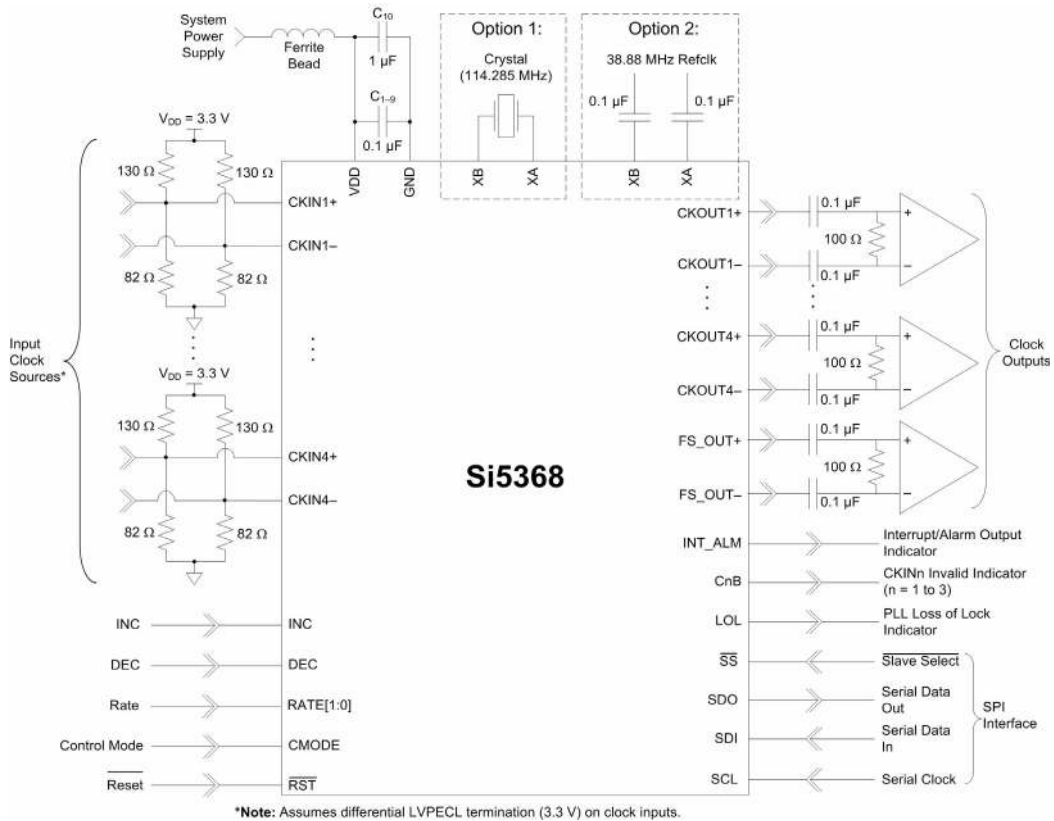 System
Power
Supply
Ferrite
Bead
C10
1 µF
C1–9
0.1 µF
Option 1:
Crystal
(114.285 MHz)
Option 2:
38.88 MHz Refclk
0.1 µF
0.1 µF
VDD = 3.3 V
130 Ω
130 Ω
VDD
GND
XB
XA
XB
XA
CKIN1+
CKIN1–
82 Ω
82 Ω
Input
Clock
Sources*
VDD = 3.3 V
130 Ω
130 Ω
CKIN4+
CKIN4–
82 Ω
82 Ω
Si5368
CKOUT1+
0.1 µF
+
100 Ω
CKOUT1–
–
0.1 µF
CKOUT4+
0.1 µF
+
100 Ω
CKOUT4–
–
0.1 µF
Clock
Outputs
FS_OUT+
0.1 µF
+
100 Ω
FS_OUT–
–
0.1 µF
INT_ALM
Interrupt/Alarm Output
Indicator
CnB
CKINn Invalid Indicator
(n = 1 to 3)
LOL
PLL Loss of Lock
Indicator
SS
Slave Select
SDO
Serial Data
Out
SDI
Serial Data
In
SCL
Serial Clock
SPI
Interface
INC
INC
DEC
DEC
Rate
RATE[1:0]
Control Mode
CMODE
Reset
RST
*Note: Assumes differential LVPECL termination (3.3 V) on clock inputs.